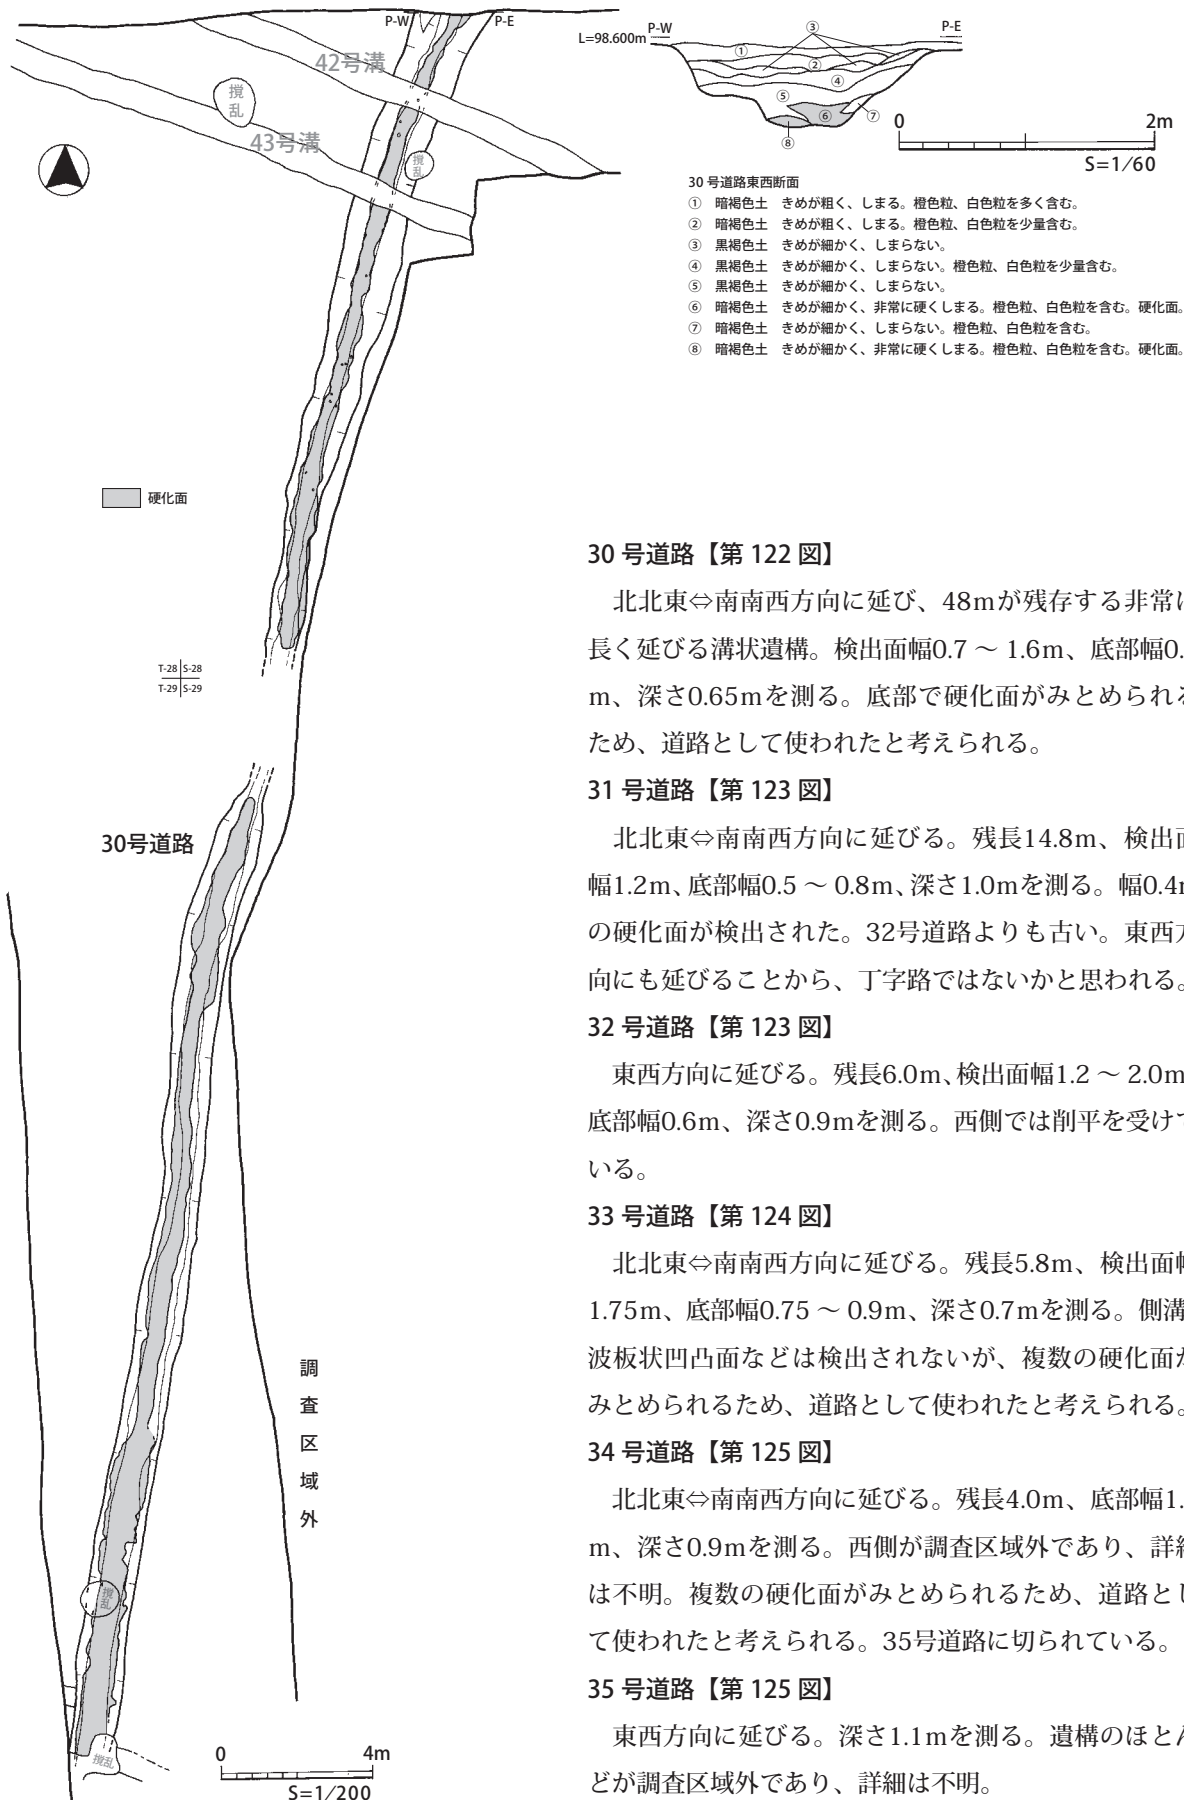 P-W
P-E
42号溝
撹乱
43号溝
撹乱
硬化面
T-28 S-28
T-29 S-29
30号道路
調査区域外
撹乱
撹乱
0 4m
S=1/200
L=98.600m
P-W
P-E
①
②
③
④
⑤
⑥
⑦
⑧
0 2m
S=1/60
30 号道路東西断面
① 暗褐色土 きめが粗く、しまる。橙色粒、白色粒を多く含む。
② 暗褐色土 きめが粗く、しまる。橙色粒、白色粒を少量含む。
③ 黒褐色土 きめが細かく、しまらない。
④ 黒褐色土 きめが細かく、しまらない。橙色粒、白色粒を少量含む。
⑤ 黒褐色土 きめが細かく、しまらない。
⑥ 暗褐色土 きめが細かく、非常に硬くしまる。橙色粒、白色粒を含む。硬化面。
⑦ 暗褐色土 きめが細かく、しまらない。橙色粒、白色粒を含む。
⑧ 暗褐色土 きめが細かく、非常に硬くしまる。橙色粒、白色粒を含む。硬化面。
30 号道路【第 122 図】
北北東⇔南南西方向に延び、48mが残存する非常に
長く延びる溝状遺構。検出面幅0.7 ～ 1.6m、底部幅0.
m、深さ0.65mを測る。底部で硬化面がみとめられる
ため、道路として使われたと考えられる。
31 号道路【第 123 図】
北北東⇔南南西方向に延びる。残長14.8m、検出面
幅1.2m、底部幅0.5 ～ 0.8m、深さ1.0mを測る。幅0.4m
の硬化面が検出された。32号道路よりも古い。東西方
向にも延びることから、丁字路ではないかと思われる。
32 号道路【第 123 図】
東西方向に延びる。残長6.0m、検出面幅1.2 ～ 2.0m
底部幅0.6m、深さ0.9mを測る。西側では削平を受けて
いる。
33 号道路【第 124 図】
北北東⇔南南西方向に延びる。残長5.8m、検出面幅
1.75m、底部幅0.75 ～ 0.9m、深さ0.7mを測る。側溝
波板状凹凸面などは検出されないが、複数の硬化面が
みとめられるため、道路として使われたと考えられる。
34 号道路【第 125 図】
北北東⇔南南西方向に延びる。残長4.0m、底部幅1.
m、深さ0.9mを測る。西側が調査区域外であり、詳細
は不明。複数の硬化面がみとめられるため、道路とし
て使われたと考えられる。35号道路に切られている。
35 号道路【第 125 図】
東西方向に延びる。深さ1.1mを測る。遺構のほとん
どが調査区域外であり、詳細は不明。